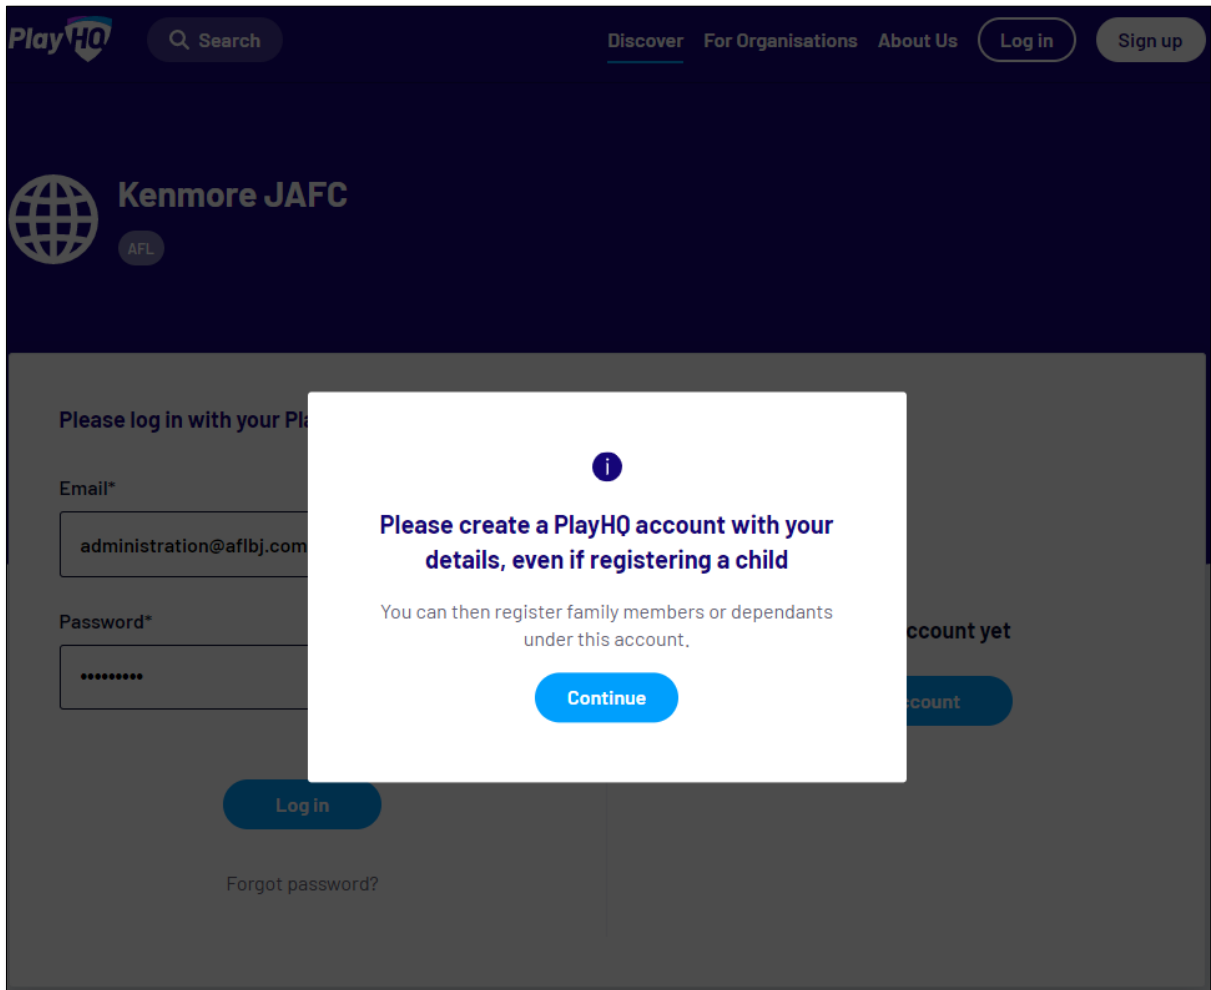 PlayHQ
Search
Discover
For Organisations
About Us
Log in
Sign up
Kenmore JAFC
AFL
Please log in with your Pla
Email*
administration@aflbj.com
Password*
•••••••••
Log in
Forgot password?
Please create a PlayHQ account with your
details, even if registering a child
You can then register family members or dependants
under this account.
Continue
ccount yet
count